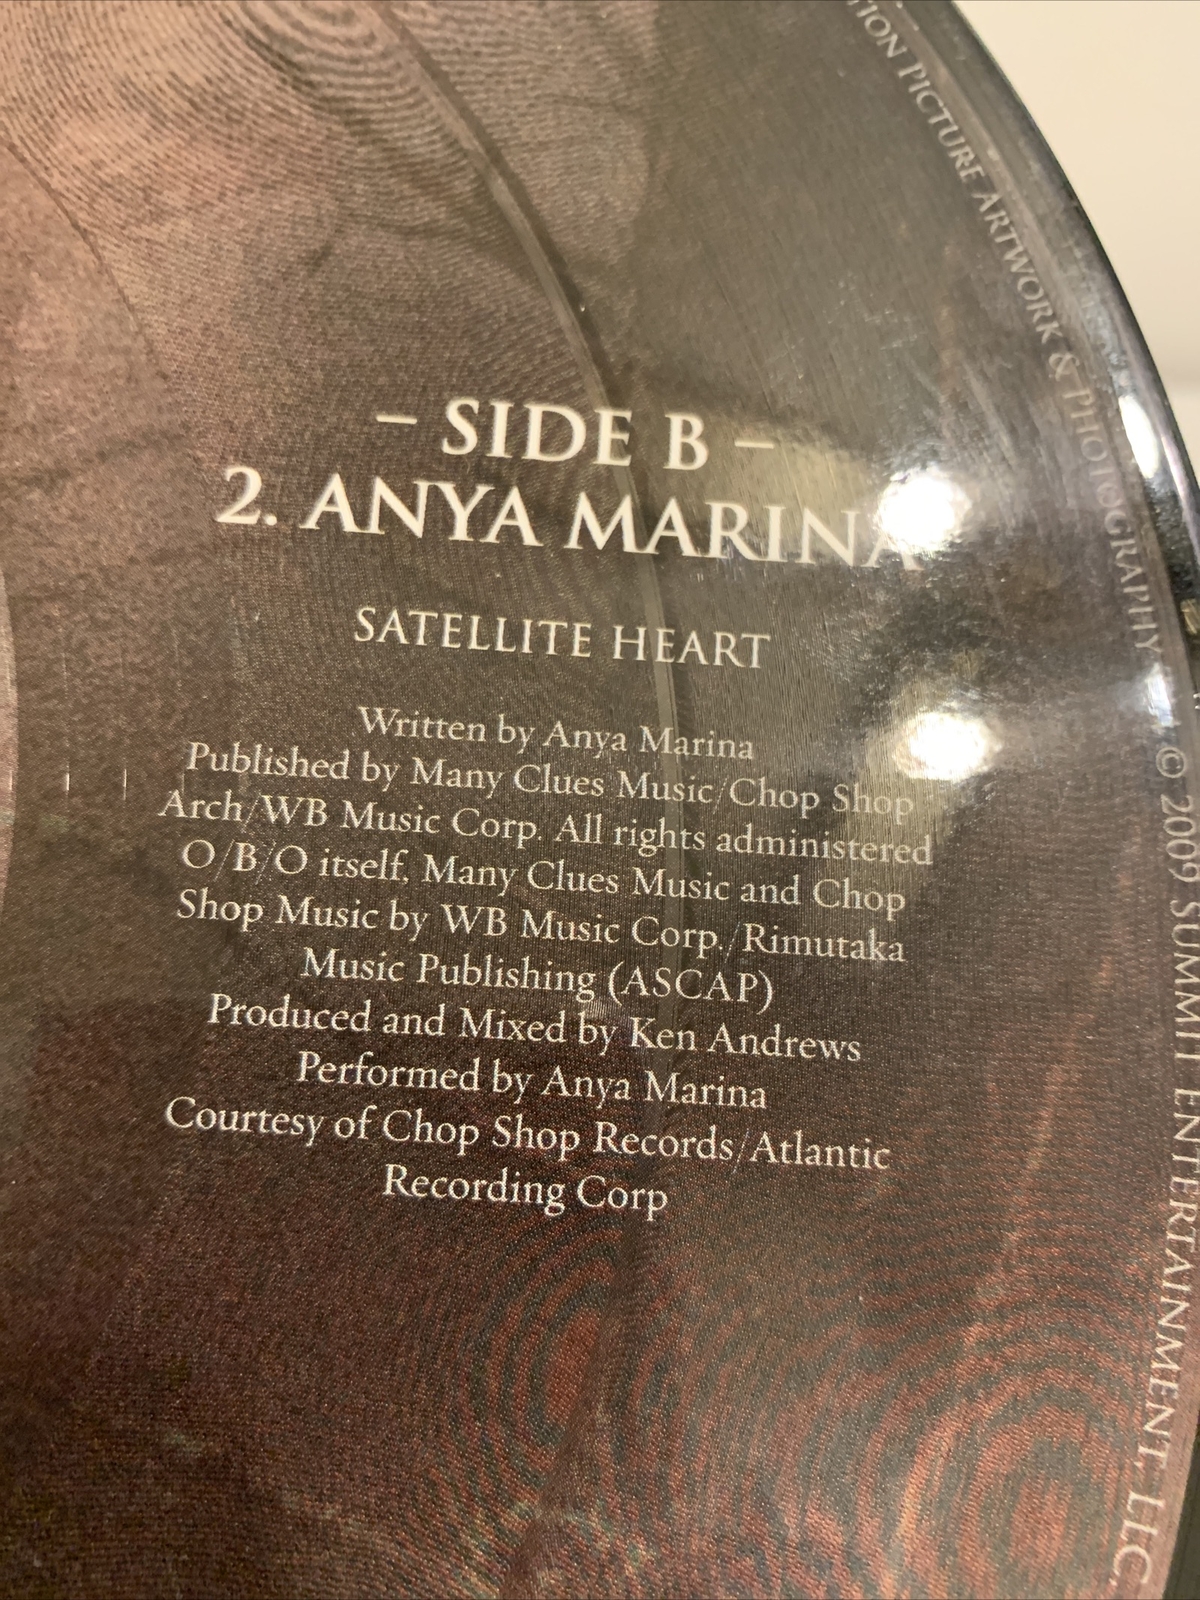 – SIDE B –
2. ANYA MARINA
SATELLITE HEART
Written by Anya Marina
Published by Many Clues Music/Chop Shop
Arch/WB Music Corp. All rights administered
O/B/O itself, Many Clues Music and Chop
Shop Music by WB Music Corp./Rimutaka
Music Publishing (ASCAP)
Produced and Mixed by Ken Andrews
Performed by Anya Marina
Courtesy of Chop Shop Records/Atlantic
Recording Corp
TION PICTURE ARTWORK & PHOTOGRAPHY © 2009 SUMMIT ENTERTAINMENT, LLC.